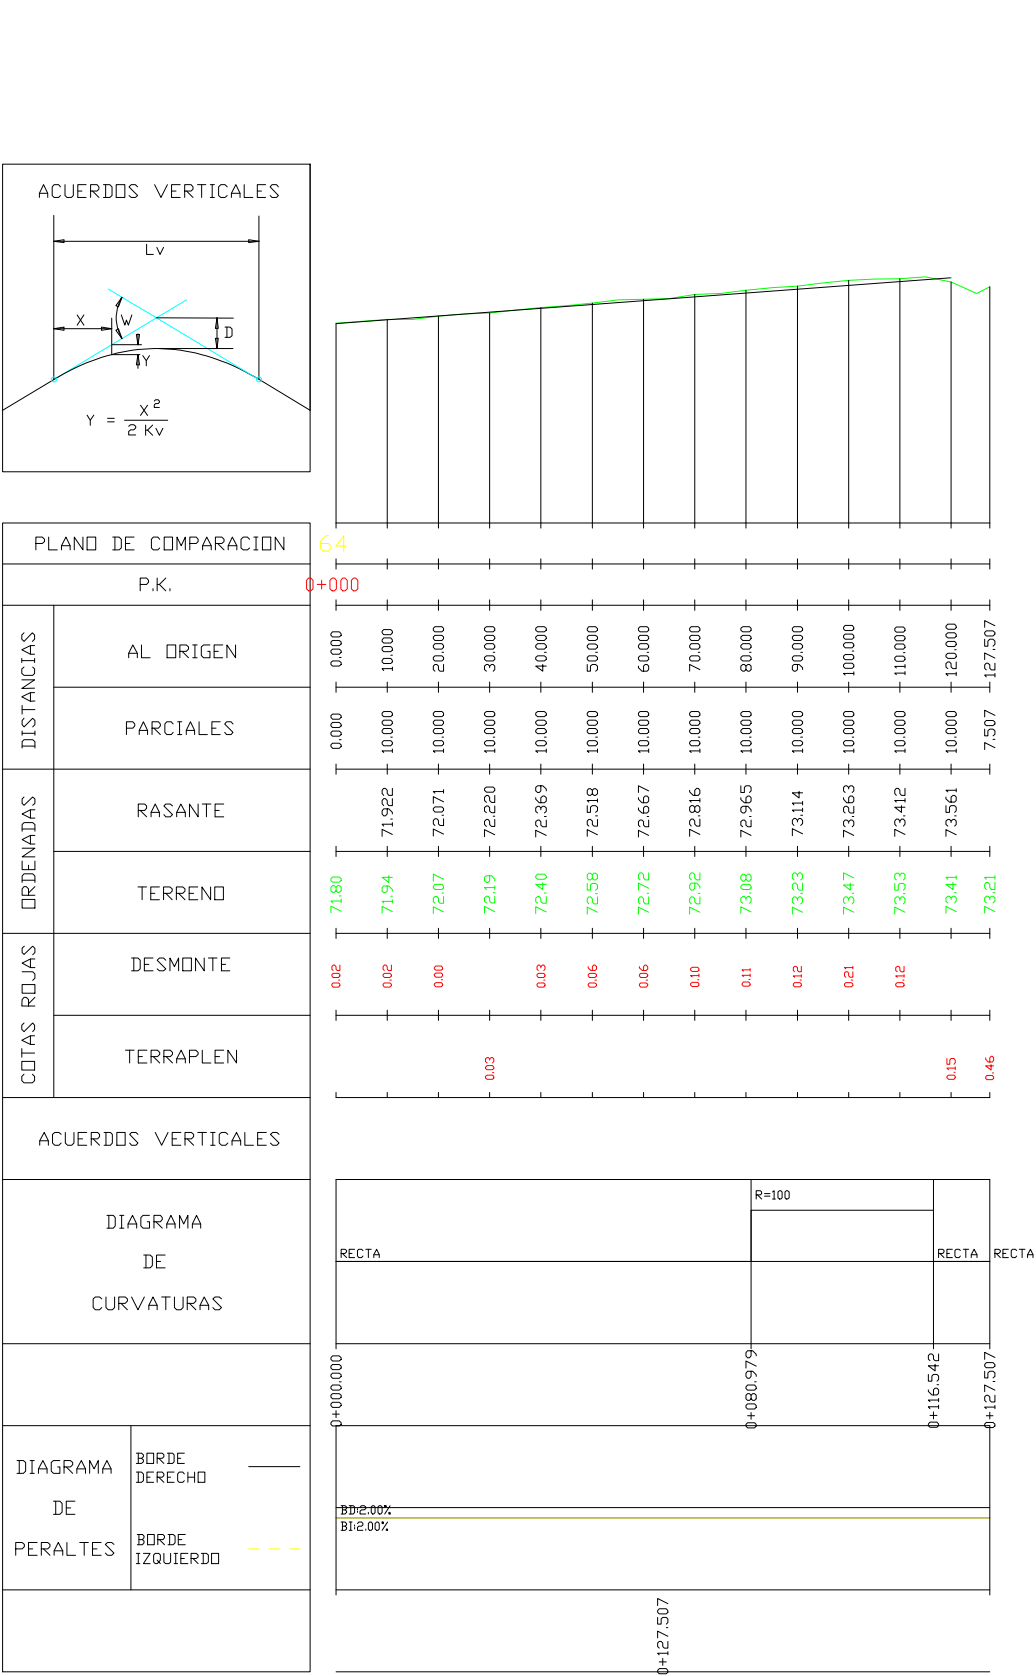 ACUERDOS VERTICALES
Lv
X
W
D
Y
Y = X² / 2 Kv
PLANO DE COMPARACION 64
P.K. 0+000
DISTANCIAS
AL ORIGEN 0.000 10.000 20.000 30.000 40.000 50.000 60.000 70.000 80.000 90.000 100.000 110.000 120.000 127.507
PARCIALES 0.000 10.000 10.000 10.000 10.000 10.000 10.000 10.000 10.000 10.000 10.000 10.000 10.000 7.507
ORDENADAS
RASANTE 71.922 72.071 72.220 72.369 72.518 72.667 72.816 72.965 73.114 73.263 73.412 73.561
TERRENO 71.80 71.94 72.07 72.19 72.40 72.58 72.72 72.92 73.08 73.23 73.47 73.53 73.41 73.21
COTAS ROJAS
DESMONTE 0.02 0.02 0.00 0.03 0.06 0.06 0.10 0.11 0.12 0.21 0.12
TERRAPLEN 0.03 0.15 0.46
ACUERDOS VERTICALES
DIAGRAMA
DE
CURVATURAS
R=100
RECTA RECTA RECTA
0+000.000 0+080.979 0+116.542 0+127.507
DIAGRAMA
DE
PERALTES
BORDE
DERECHO
BORDE
IZQUIERDO
BD:2.00%
BI:2.00%
0+127.507